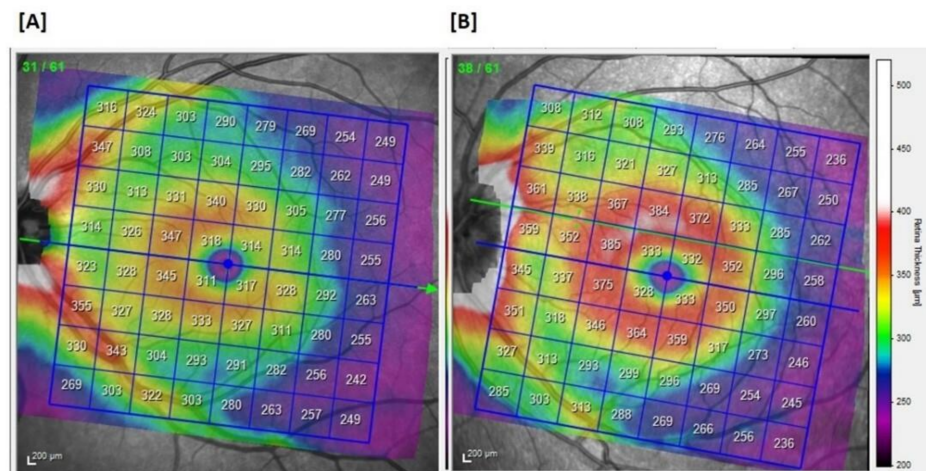 [A]
31 / 61
316 324 303 290 279 269 254 249
347 308 303 304 295 282 262 249
330 313 331 340 330 305 277 256
314 326 347 318 314 314 280 255
323 328 345 311 317 328 292 263
355 327 328 333 327 311 280 255
330 343 304 293 291 282 256 242
269 303 322 303 280 263 257 249
200 µm
[B]
38 / 61
308 312 308 293 276 264 255 236
339 316 321 327 313 285 267 250
361 338 367 384 372 333 285 262
359 352 385 333 332 352 296 258
345 337 375 328 333 350 297 260
351 318 346 364 359 317 273 246
327 313 293 299 296 269 254 245
285 303 313 288 269 266 256 236
200 µm
500
450
400
350
300
250
200
Retina Thickness [µm]